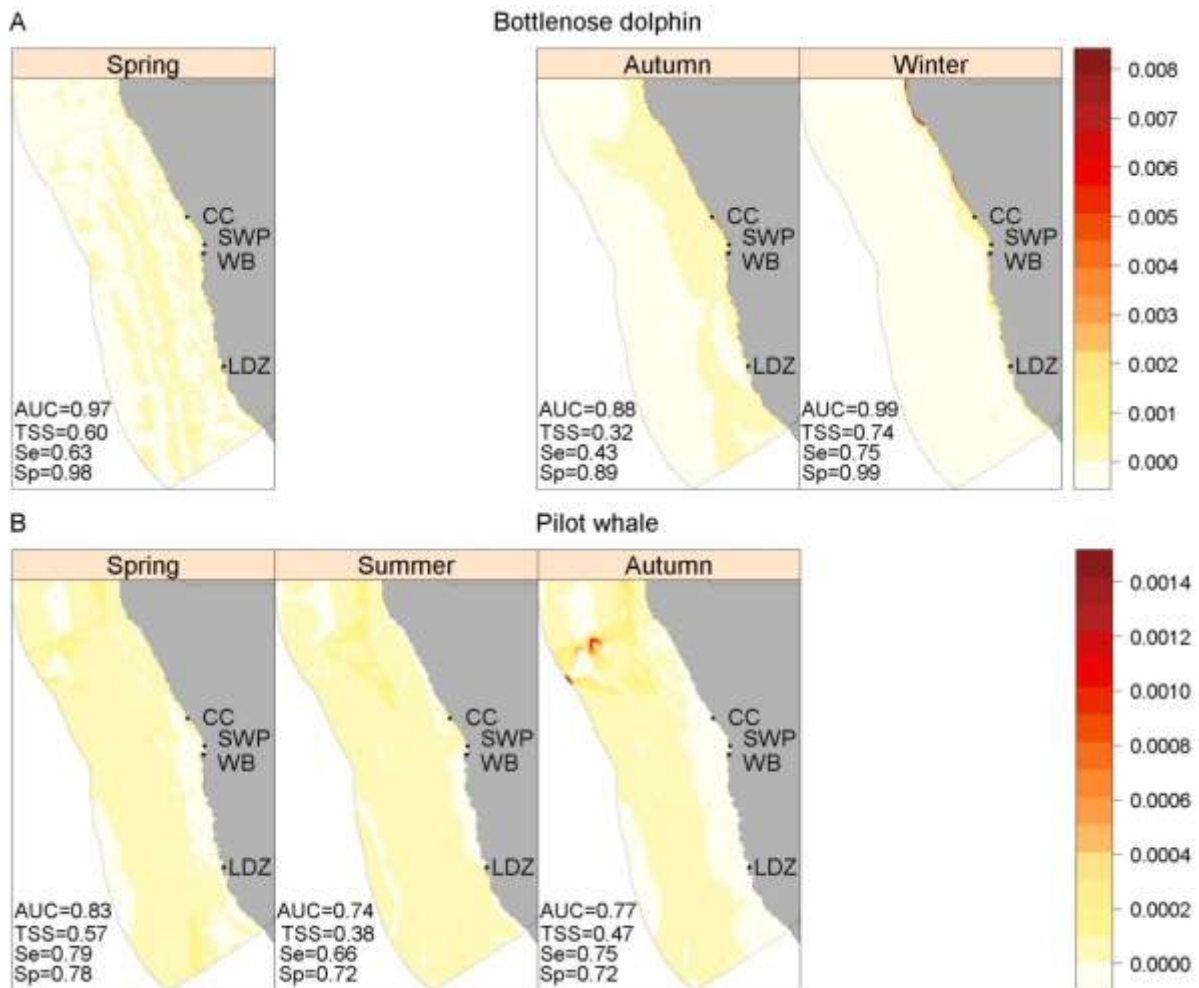 A
Bottlenose dolphin
Spring
Autumn
Winter
CC
SWP
WB
LDZ
AUC=0.97
TSS=0.60
Se=0.63
Sp=0.98
CC
SWP
WB
LDZ
AUC=0.88
TSS=0.32
Se=0.43
Sp=0.89
CC
SWP
WB
LDZ
AUC=0.99
TSS=0.74
Se=0.75
Sp=0.99
0.008
0.007
0.006
0.005
0.004
0.003
0.002
0.001
0.000
B
Pilot whale
Spring
Summer
Autumn
CC
SWP
WB
LDZ
AUC=0.83
TSS=0.57
Se=0.79
Sp=0.78
CC
SWP
WB
LDZ
AUC=0.74
TSS=0.38
Se=0.66
Sp=0.72
CC
SWP
WB
LDZ
AUC=0.77
TSS=0.47
Se=0.75
Sp=0.72
0.0014
0.0012
0.0010
0.0008
0.0006
0.0004
0.0002
0.0000